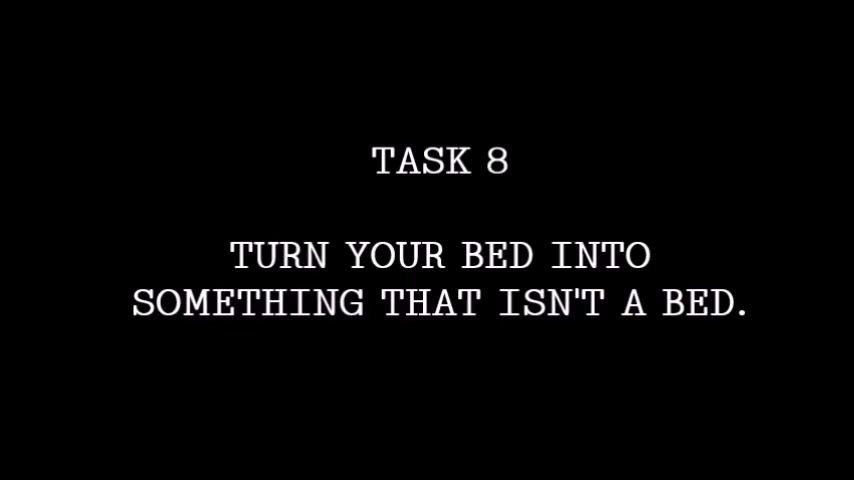 TASK 8
TURN YOUR BED INTO
SOMETHING THAT ISN'T A BED.